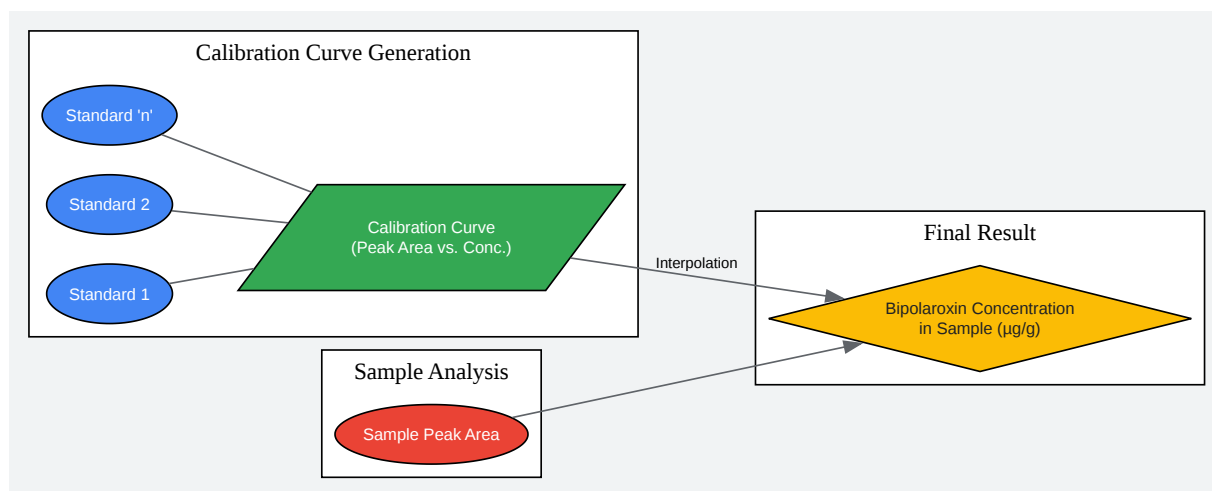 Calibration Curve Generation
Standard 'n'
Standard 2
Standard 1
Calibration Curve
(Peak Area vs. Conc.)
Interpolation
Final Result
Bipolaroxin Concentration
in Sample (µg/g)
Sample Analysis
Sample Peak Area